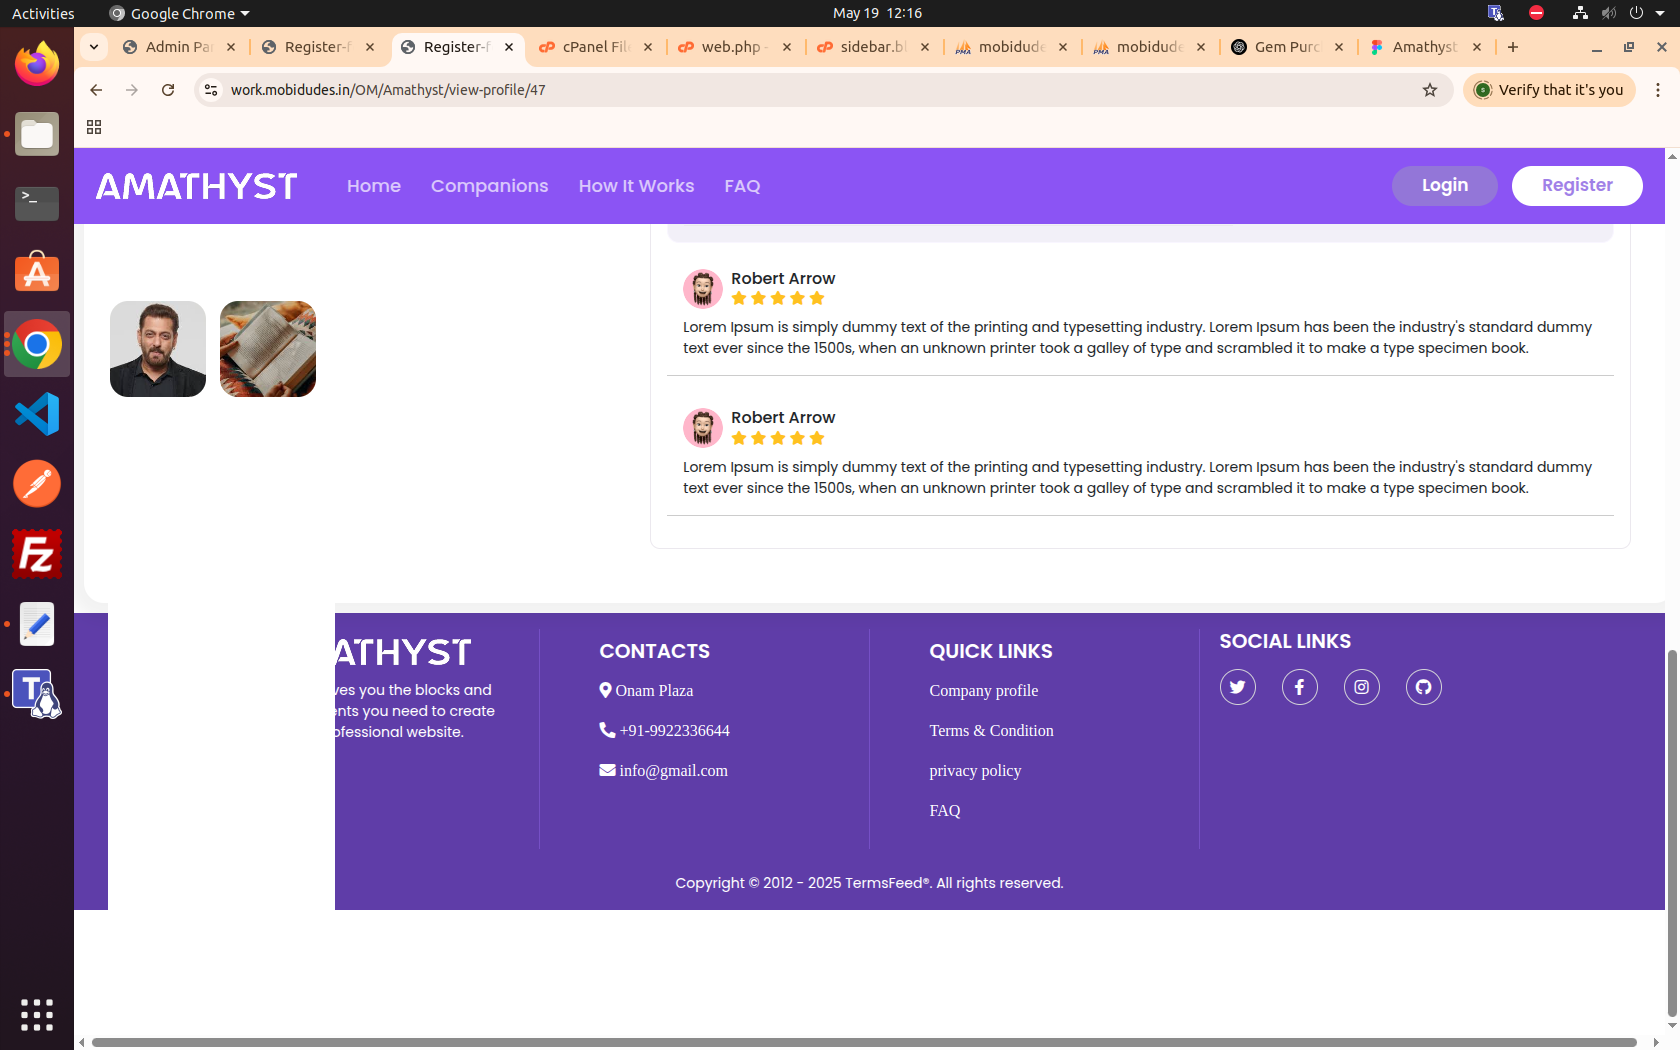 Activities
Google Chrome
May 19 12:16
Admin Pa
Register-f
Register-f
cPanel File
web.php -
sidebar.bl
mobidude
mobidude
Gem Purc
Amathyst
work.mobidudes.in/OM/Amathyst/view-profile/47
Verify that it's you
AMATHYST
Home
Companions
How It Works
FAQ
Login
Register
Robert Arrow
Lorem Ipsum is simply dummy text of the printing and typesetting industry. Lorem Ipsum has been the industry's standard dummy
text ever since the 1500s, when an unknown printer took a galley of type and scrambled it to make a type specimen book.
Robert Arrow
Lorem Ipsum is simply dummy text of the printing and typesetting industry. Lorem Ipsum has been the industry's standard dummy
text ever since the 1500s, when an unknown printer took a galley of type and scrambled it to make a type specimen book.
ATHYST
ves you the blocks and
ents you need to create
ofessional website.
CONTACTS
Onam Plaza
+91-9922336644
info@gmail.com
QUICK LINKS
Company profile
Terms & Condition
privacy policy
FAQ
SOCIAL LINKS
Copyright © 2012 - 2025 TermsFeed®. All rights reserved.